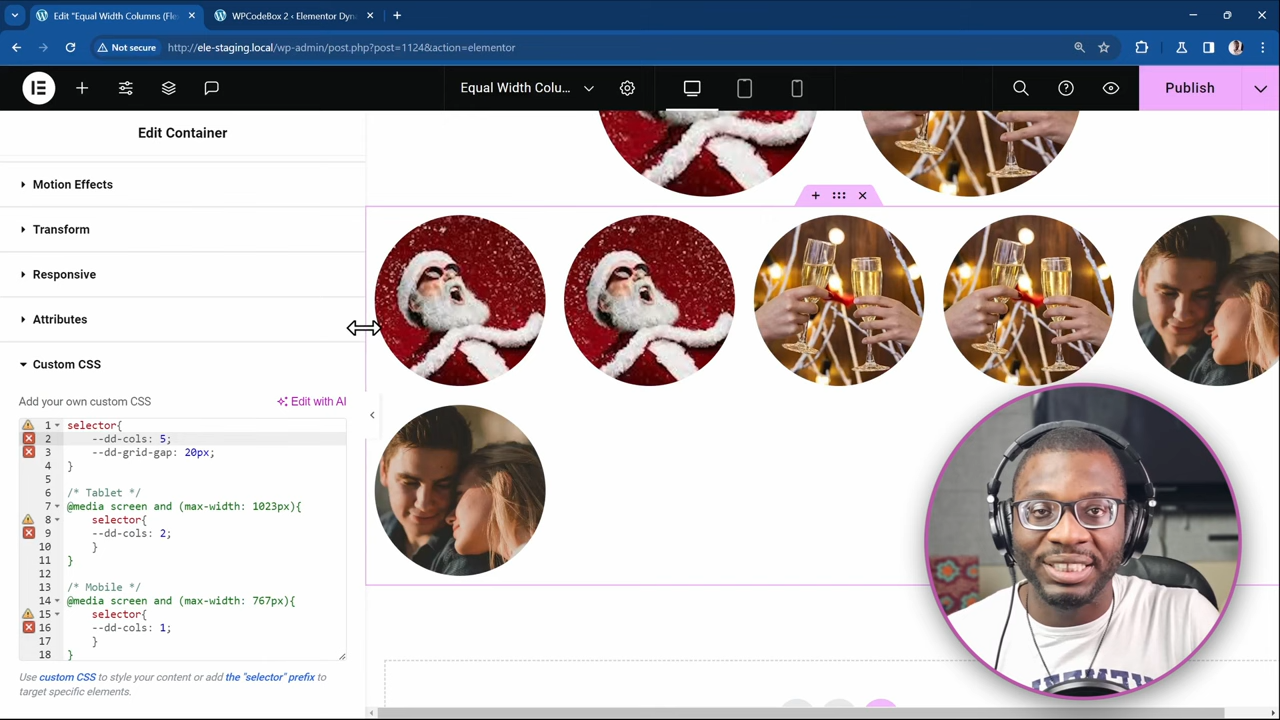 Edit "Equal Width Columns (Fle
WPCodeBox 2 ‹ Elementor Dyn
Not secure
http://ele-staging.local/wp-admin/post.php?post=1124&action=elementor
Equal Width Colu...
Publish
Edit Container
Motion Effects
Transform
Responsive
Attributes
Custom CSS
Add your own custom CSS
Edit with AI
1 selector{
2 --dd-cols: 5;
3 --dd-grid-gap: 20px;
4 }
5
6 /* Tablet */
7 @media screen and (max-width: 1023px){
8 selector{
9 --dd-cols: 2;
10 }
11 }
12
13 /* Mobile */
14 @media screen and (max-width: 767px){
15 selector{
16 --dd-cols: 1;
17 }
18 }
Use custom CSS to style your content or add the "selector" prefix to
target specific elements.